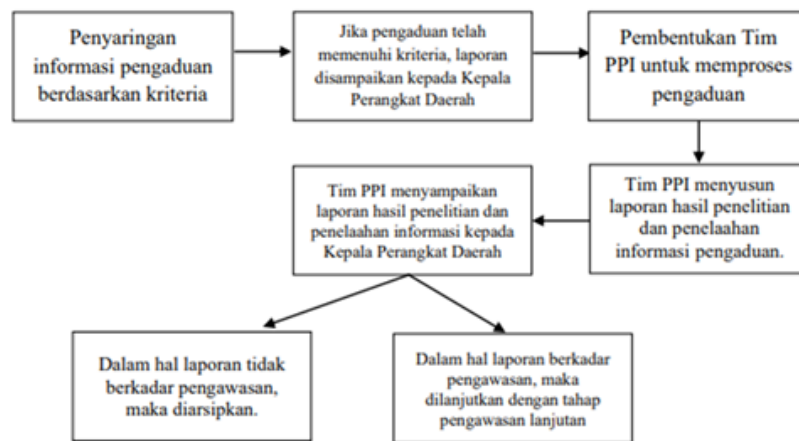 Penyaringan
informasi pengaduan
berdasarkan kriteria
Jika pengaduan telah
memenuhi kriteria, laporan
disampaikan kepada Kepala
Perangkat Daerah
Pembentukan Tim
PPI untuk memproses
pengaduan
Tim PPI menyusun
laporan hasil penelitian
dan penelaahan
informasi pengaduan.
Tim PPI menyampaikan
laporan hasil penelitian dan
penelaahan informasi kepada
Kepala Perangkat Daerah
Dalam hal laporan tidak
berkadar pengawasan,
maka diarsipkan.
Dalam hal laporan berkadar
pengawasan, maka
dilanjutkan dengan tahap
pengawasan lanjutan